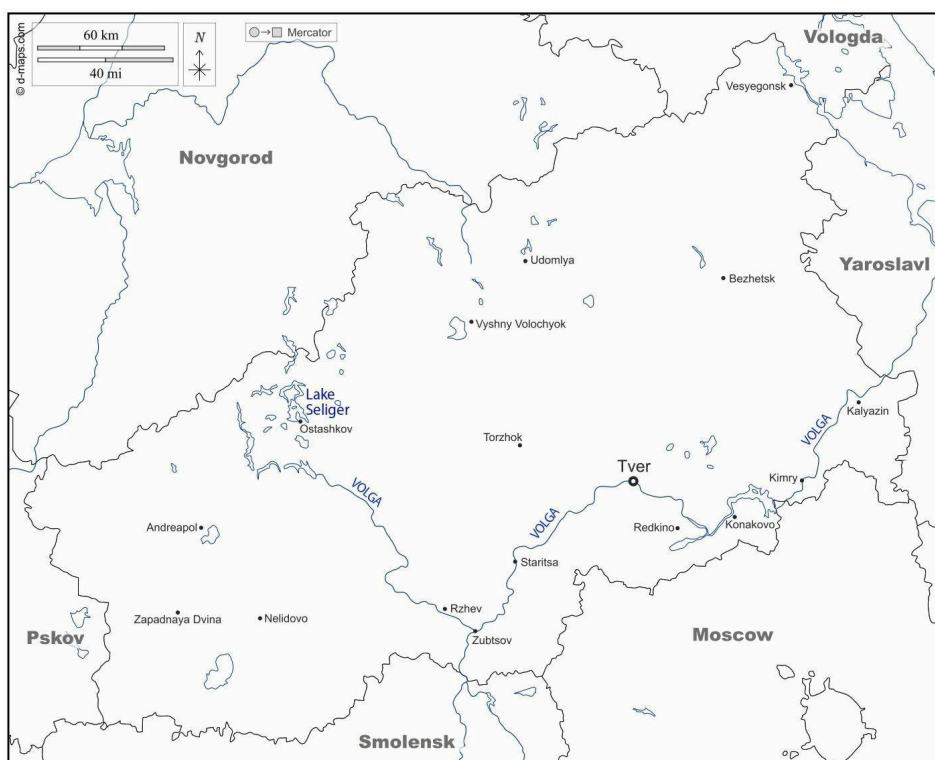 © d-maps.com
60 km
40 mi
N
Mercator
Vologda
Vesyegonsk
Novgorod
Udomlya
Yaroslavl
Bezhetsk
Vyshny Volochyok
Lake
Seliger
Ostashkov
Kalyazin
VOLGA
Torzhok
Tver
Kimry
VOLGA
Andreapol
VOLGA
Redkino
Konakovo
Staritsa
Rzhev
Zapadnaya Dvina
Nelidovo
Zubtsov
Pskov
Moscow
Smolensk